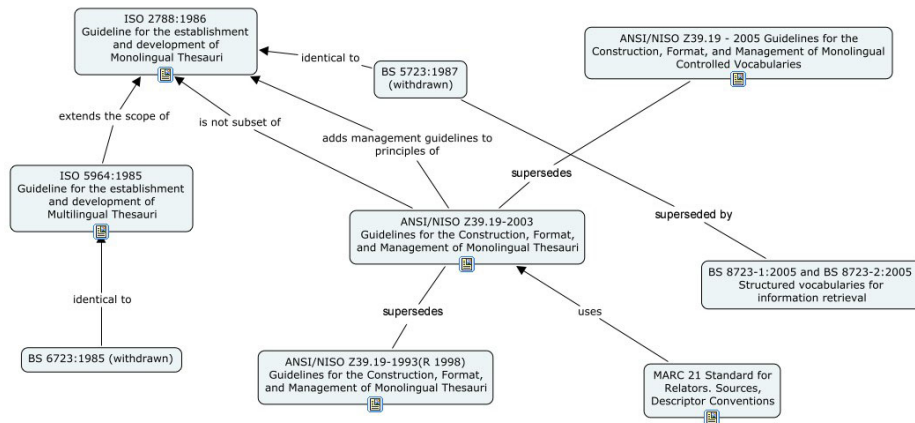 ISO 2788:1986
Guideline for the establishment
and development of
Monolingual Thesauri
ANSI/NISO Z39.19 - 2005 Guidelines for the
Construction, Format, and Management of Monolingual
Controlled Vocabularies
identical to
BS 5723:1987
(withdrawn)
extends the scope of
is not subset of
adds management guidelines to
principles of
supersedes
ISO 5964:1985
Guideline for the establishment
and development of
Multilingual Thesauri
ANSI/NISO Z39.19-2003
Guidelines for the Construction, Format,
and Management of Monolingual Thesauri
superseded by
BS 8723-1:2005 and BS 8723-2:2005
Structured vocabularies for
information retrieval
identical to
supersedes
uses
BS 6723:1985 (withdrawn)
ANSI/NISO Z39.19-1993(R 1998)
Guidelines for the Construction, Format,
and Management of Monolingual Thesauri
MARC 21 Standard for
Relators. Sources,
Descriptor Conventions